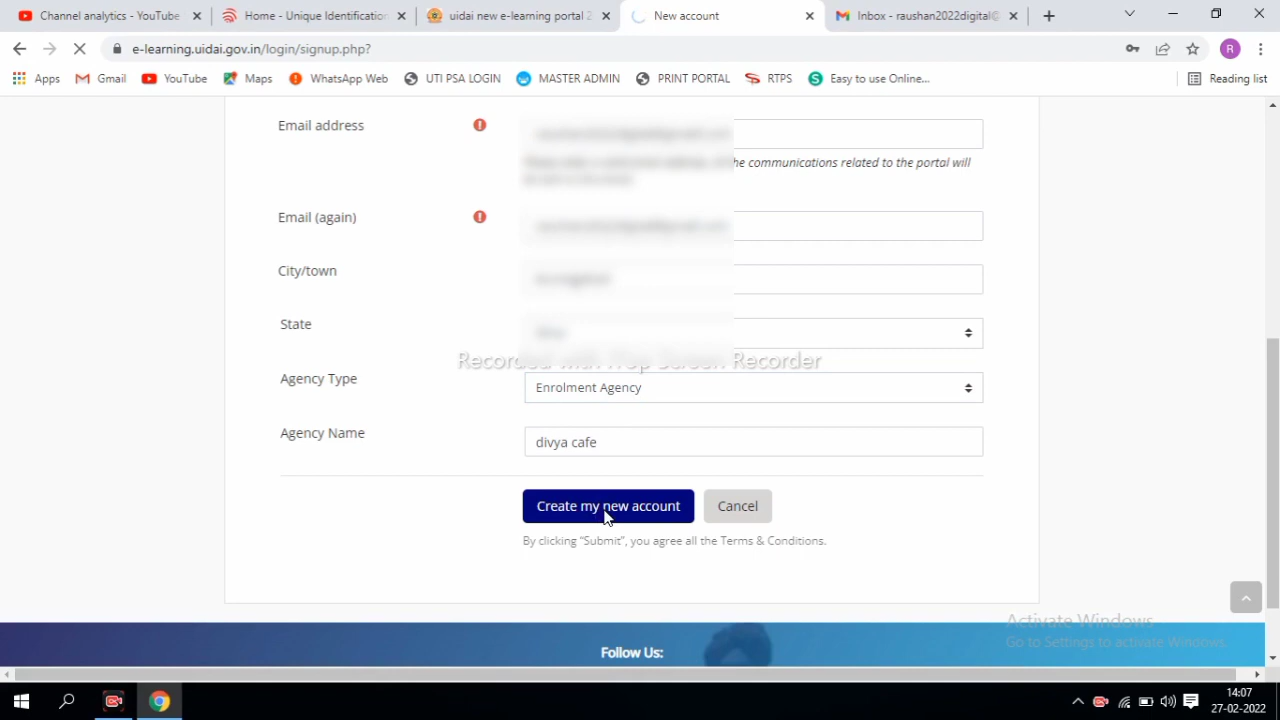 Channel analytics - YouTube
Home - Unique Identification
uidai new e-learning portal 2
New account
Inbox - raushan2022digital@
e-learning.uidai.gov.in/login/signup.php?
R
Apps
Gmail
YouTube
Maps
WhatsApp Web
UTI PSA LOGIN
MASTER ADMIN
PRINT PORTAL
RTPS
Easy to use Online...
Reading list
Email address
he communications related to the portal will
Email (again)
City/town
State
Recorded with iTop Screen Recorder
Agency Type
Enrolment Agency
Agency Name
divya cafe
Create my new account
Cancel
By clicking “Submit”, you agree all the Terms & Conditions.
Activate Windows
Go to Settings to activate Windows.
Follow Us:
14:07
27-02-2022